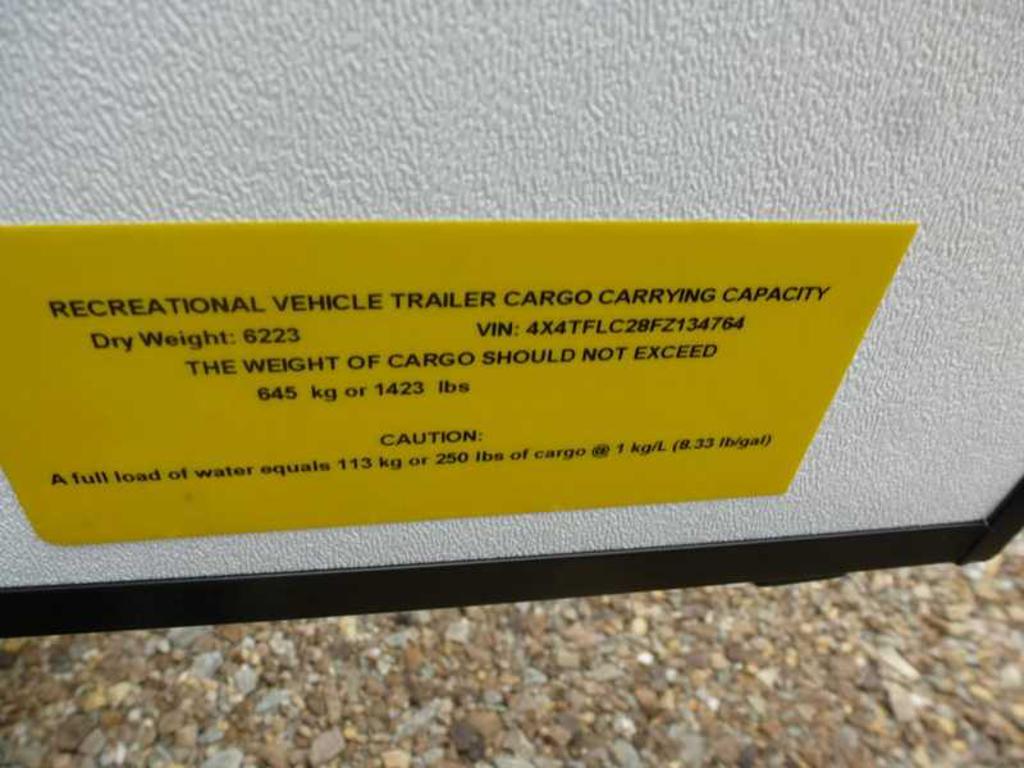 RECREATIONAL VEHICLE TRAILER CARGO CARRYING CAPACITY
Dry Weight: 6223 VIN: 4X4TFLC28FZ134764
THE WEIGHT OF CARGO SHOULD NOT EXCEED
645 kg or 1423 lbs
CAUTION:
A full load of water equals 113 kg or 250 lbs of cargo @ 1 kg/L (8.33 lb/gal)